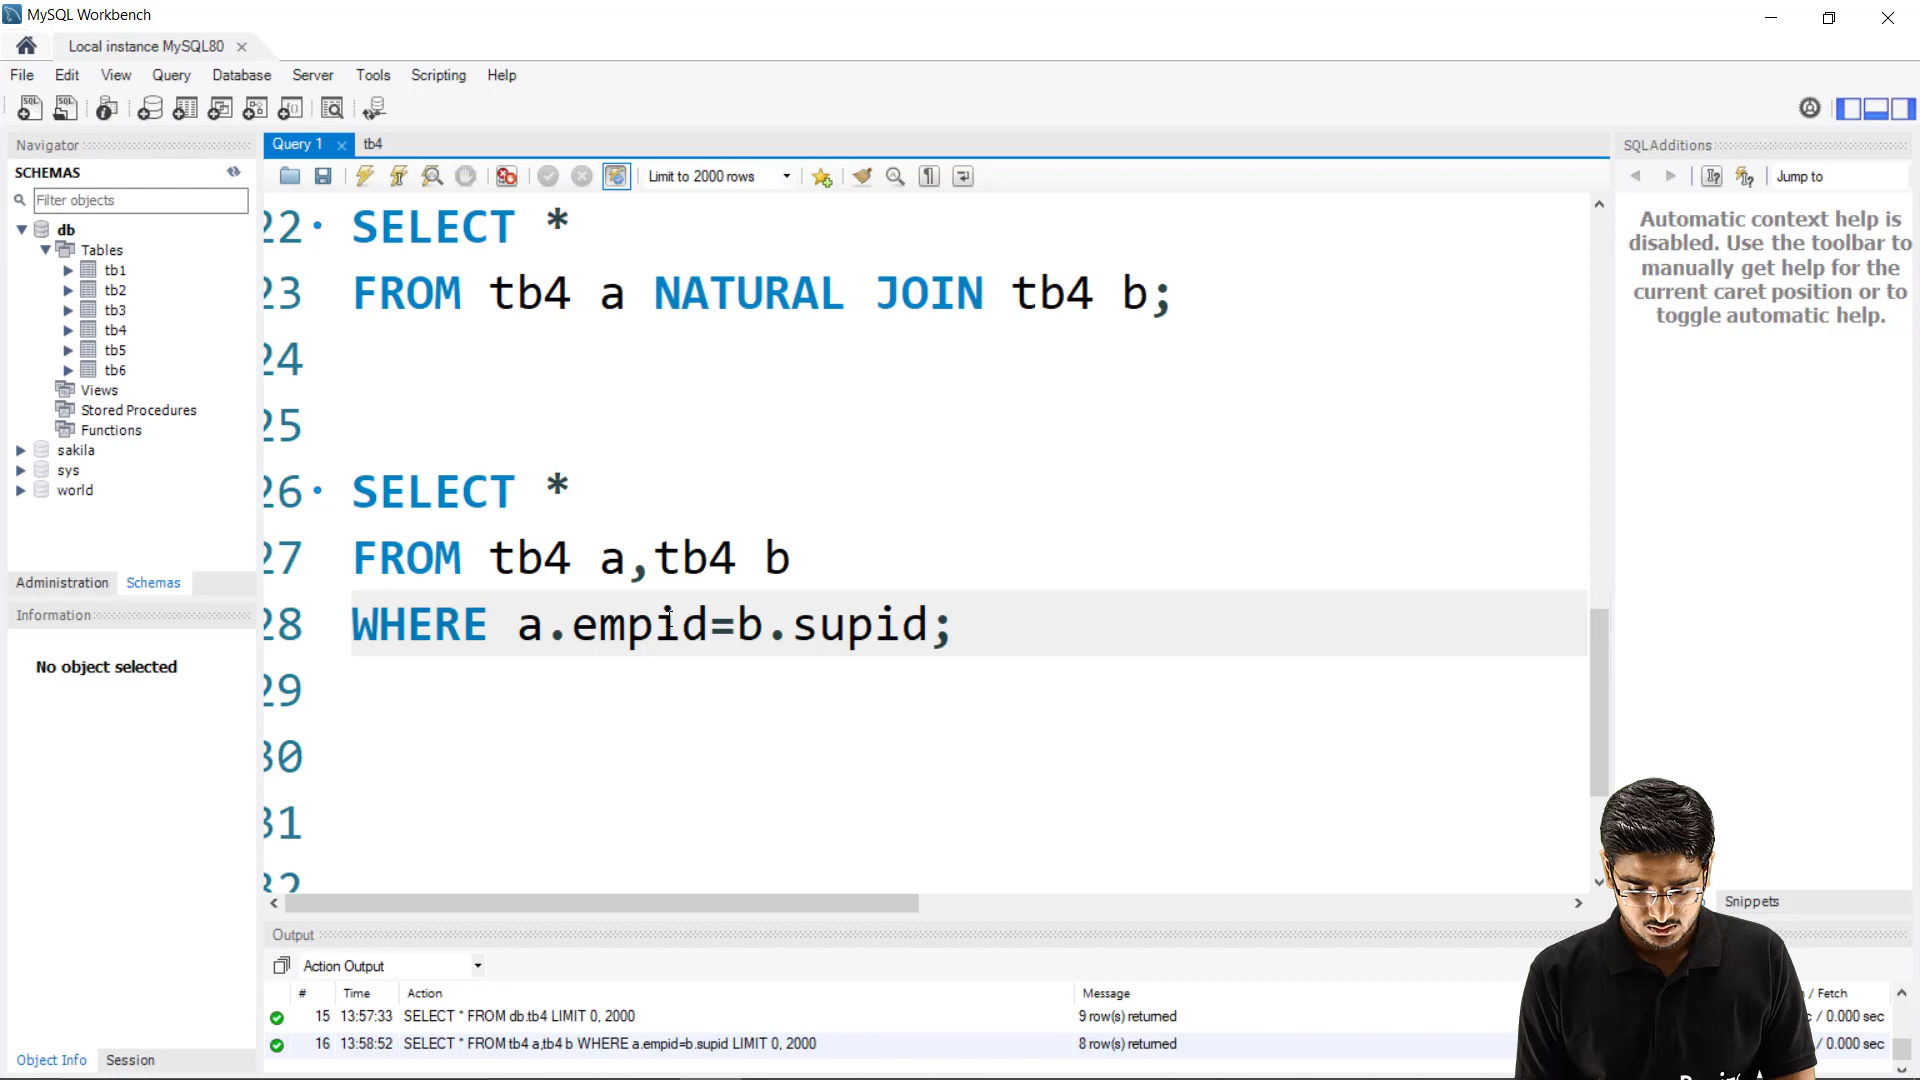 MySQL Workbench
Local instance MySQL80
File Edit View Query Database Server Tools Scripting Help
Navigator
SCHEMAS
Filter objects
db
Tables
tb1
tb2
tb3
tb4
tb5
tb6
Views
Stored Procedures
Functions
sakila
sys
world
Administration Schemas
Information
No object selected
Object Info Session
Query 1 tb4
Limit to 2000 rows
22 SELECT *
23 FROM tb4 a NATURAL JOIN tb4 b;
24
25
26 SELECT *
27 FROM tb4 a,tb4 b
28 WHERE a.empid=b.supid;
29
30
31
32
Output
Action Output
# Time Action Message / Fetch
15 13:57:33 SELECT * FROM db.tb4 LIMIT 0, 2000 9 row(s) returned / 0.000 sec
16 13:58:52 SELECT * FROM tb4 a,tb4 b WHERE a.empid=b.supid LIMIT 0, 2000 8 row(s) returned / 0.000 sec
SQLAdditions
Jump to
Automatic context help is
disabled. Use the toolbar to
manually get help for the
current caret position or to
toggle automatic help.
Snippets